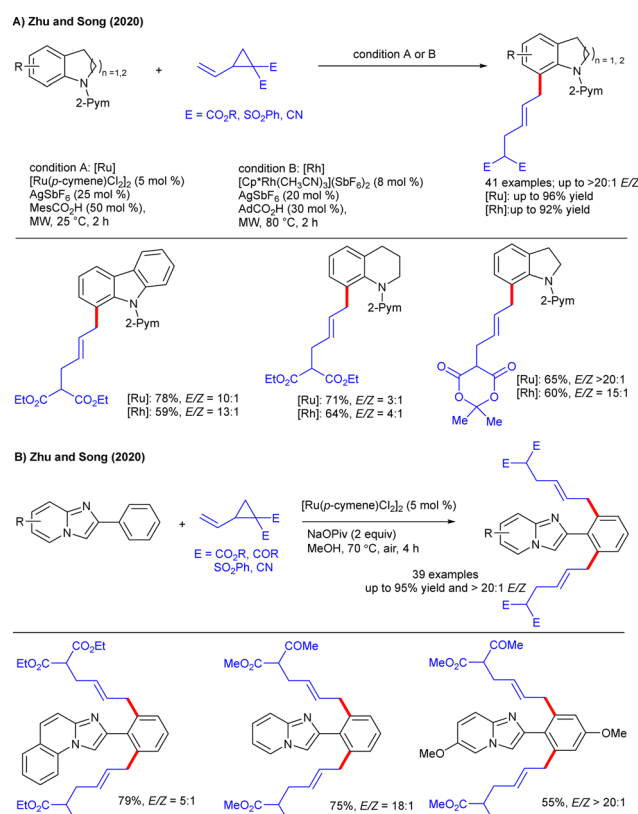 A) Zhu and Song (2020)
R
N
2-Pym
n =1,2
+
E
E
E = CO2R, SO2Ph, CN
condition A or B
R
N
2-Pym
n = 1, 2
E
E
condition A: [Ru]
[Ru(p-cymene)Cl2]2 (5 mol %)
AgSbF6 (25 mol%)
MesCO2H (50 mol %),
MW, 25 °C, 2 h
condition B: [Rh]
[Cp*Rh(CH3CN)3](SbF6)2 (8 mol %)
AgSbF6 (20 mol%)
AdCO2H (30 mol %),
MW, 80 °C, 2 h
41 examples; up to >20:1 E/Z
[Ru]: up to 96% yield
[Rh]:up to 92% yield
N
2-Pym
EtO2C
CO2Et
[Ru]: 78%, E/Z = 10:1
[Rh]: 59%, E/Z = 13:1
N
2-Pym
EtO2C
CO2Et
[Ru]: 71%, E/Z = 3:1
[Rh]: 64%, E/Z = 4:1
N
2-Pym
O
O
O
O
Me
Me
[Ru]: 65%, E/Z >20:1
[Rh]: 60%, E/Z = 15:1
B) Zhu and Song (2020)
R
N
N
+
E
E
E = CO2R, COR
SO2Ph, CN
[Ru(p-cymene)Cl2]2 (5 mol %)
NaOPiv (2 equiv)
MeOH, 70 °C, air, 4 h
E
E
R
N
N
E
E
39 examples
up to 95% yield and > 20:1 E/Z
CO2Et
EtO2C
N
N
EtO2C
79%, E/Z = 5:1
COMe
MeO2C
N
N
MeO2C
75%, E/Z = 18:1
COMe
MeO2C
N
N
MeO
OMe
MeO2C
55%, E/Z > 20:1